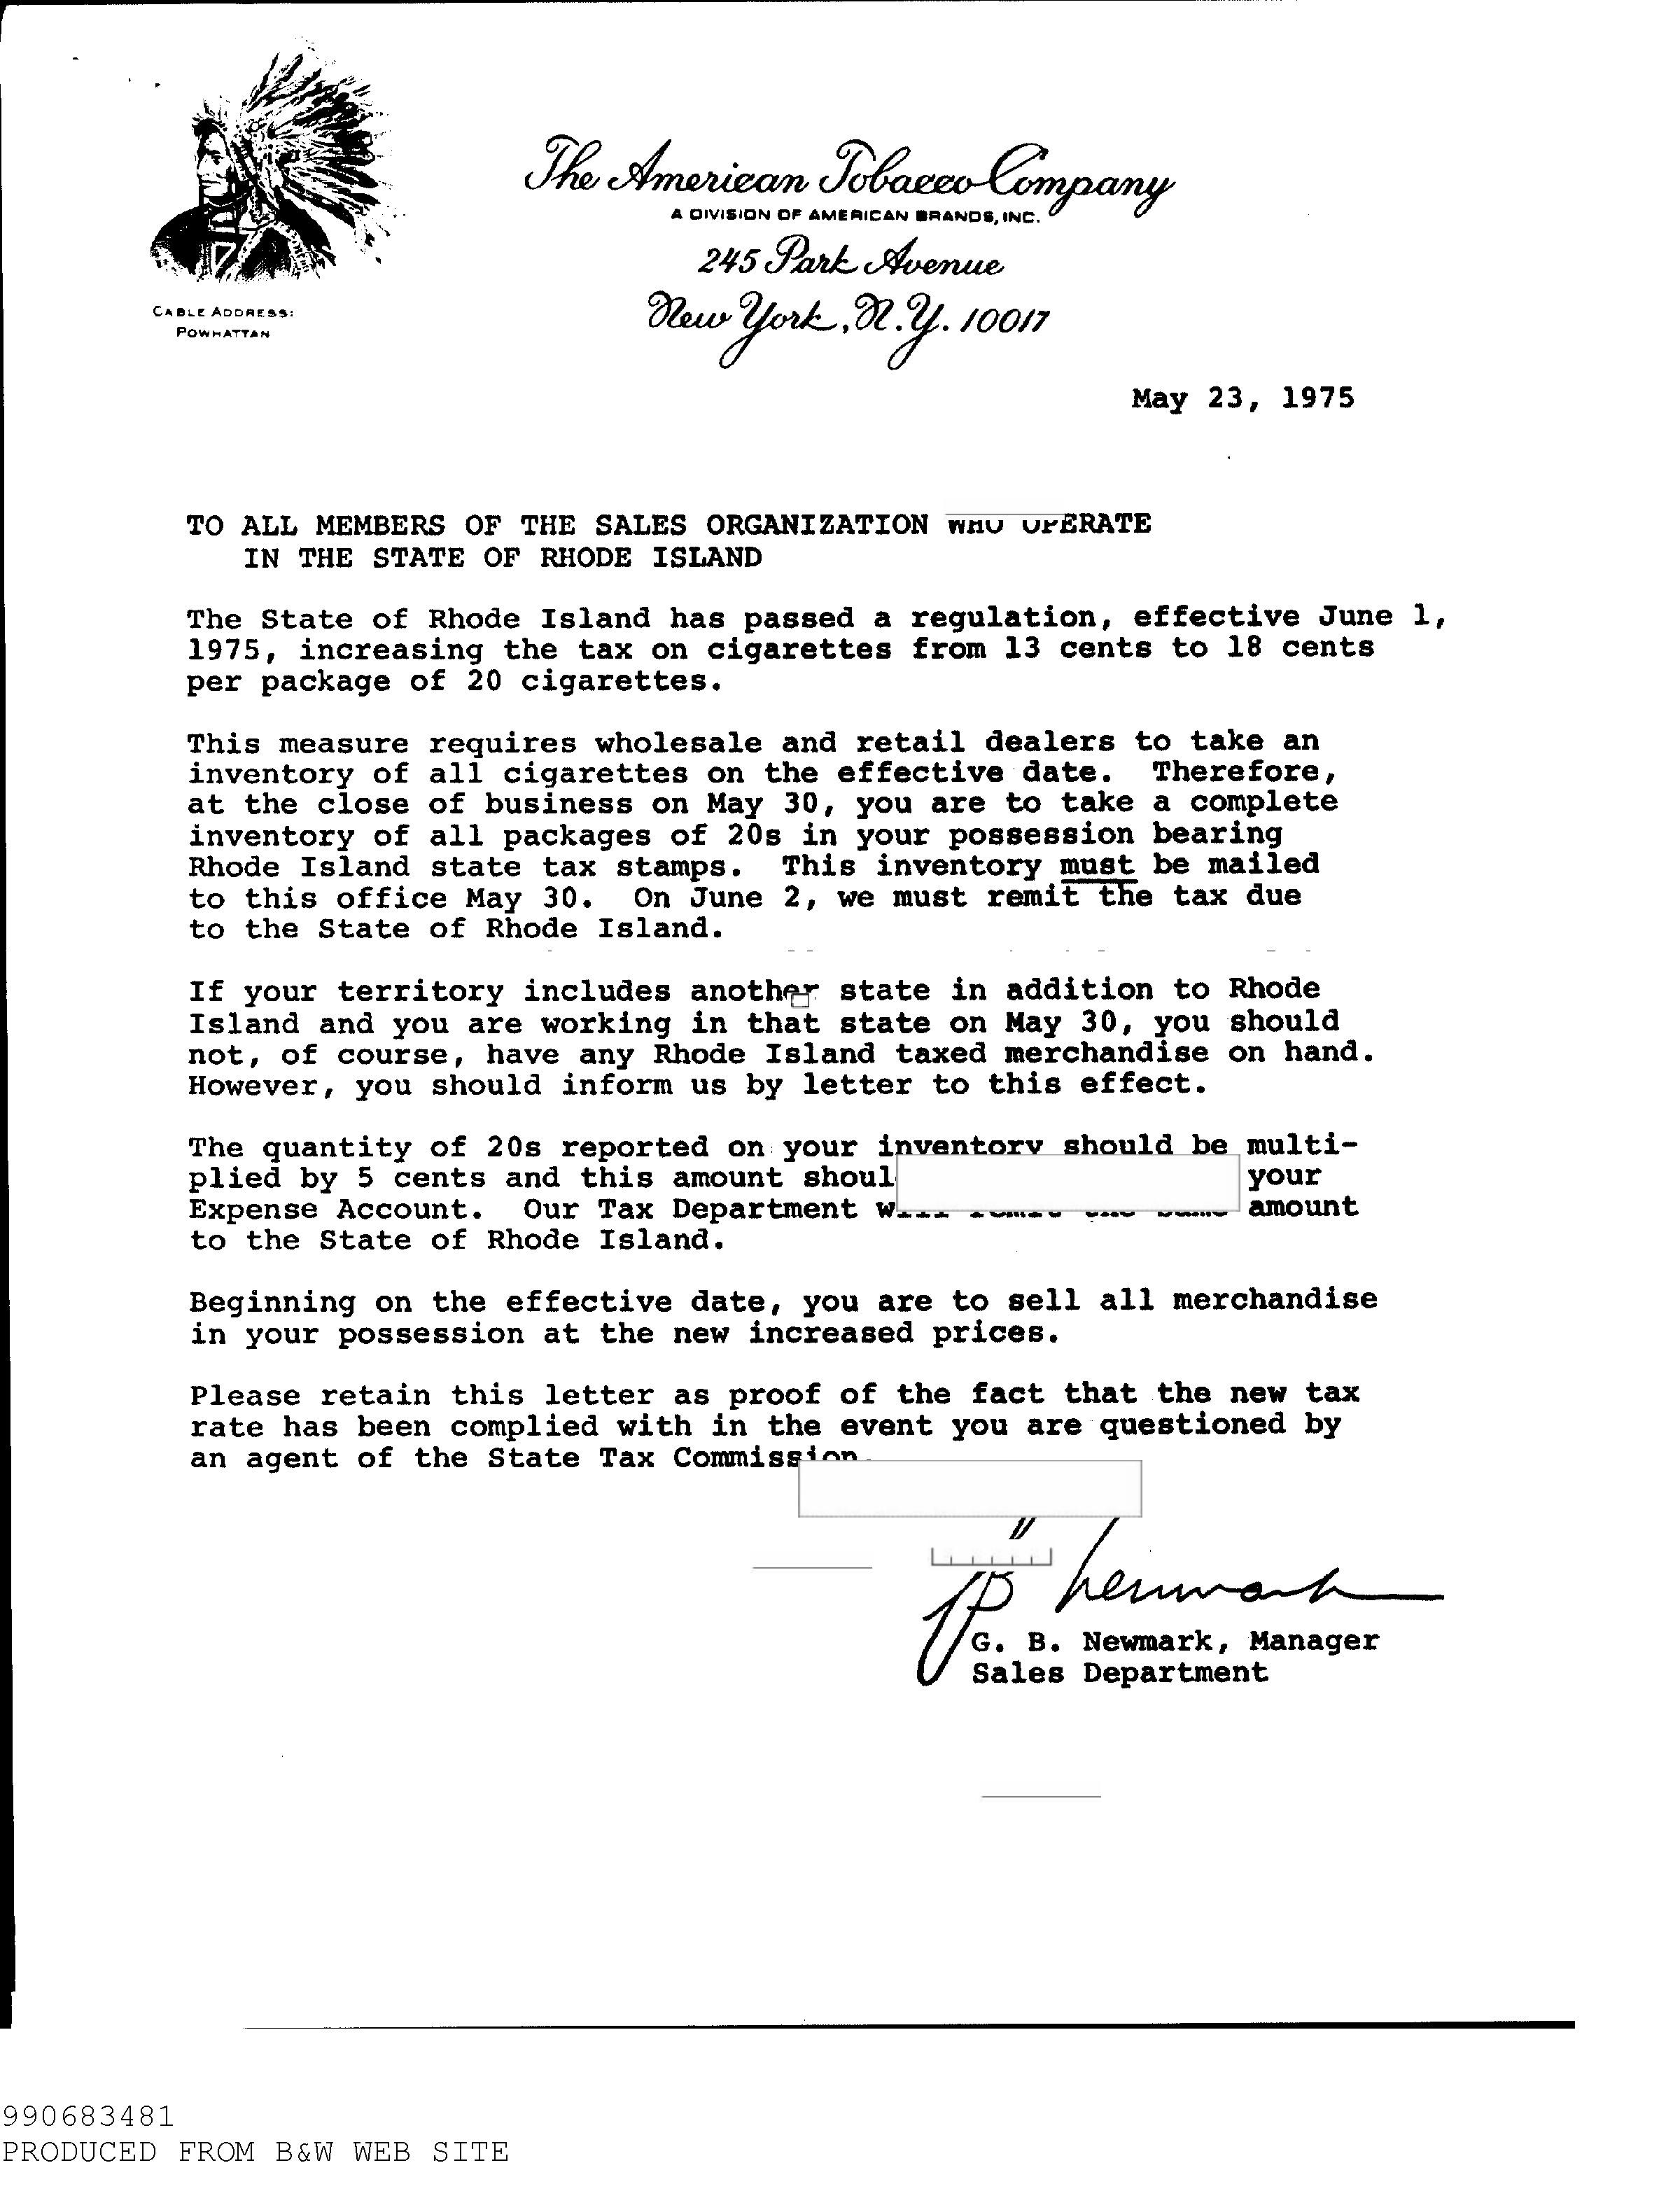 The American Tobacco Company
A DIVISION OF AMERICAN BRANDS, INC.
245 Park Avenue
New York, N.Y. 10017
CABLE ADDRESS:
POWHATTAN
May 23, 1975
TO ALL MEMBERS OF THE SALES ORGANIZATION WHO OPERATE
IN THE STATE OF RHODE ISLAND
The State of Rhode Island has passed a regulation, effective June 1,
1975, increasing the tax on cigarettes from 13 cents to 18 cents
per package of 20 cigarettes.
This measure requires wholesale and retail dealers to take an
inventory of all cigarettes on the effective date. Therefore,
at the close of business on May 30, you are to take a complete
inventory of all packages of 20s in your possession bearing
Rhode Island state tax stamps. This inventory must be mailed
to this office May 30. On June 2, we must remit the tax due
to the State of Rhode Island.
If your territory includes another state in addition to Rhode
Island and you are working in that state on May 30, you should
not, of course, have any Rhode Island taxed merchandise on hand.
However, you should inform us by letter to this effect.
The quantity of 20s reported on your inventory should be multi-
plied by 5 cents and this amount your
Expense Account. Our Tax Department amount
to the State of Rhode Island.
Beginning on the effective date, you are to sell all merchandise
in your possession at the new increased prices.
Please retain this letter as proof of the fact that the new tax
rate has been complied with in the event you are questioned by
an agent of the State Tax Commission.
G. B. Newmark, Manager
Sales Department
990683481
PRODUCED FROM B&W WEB SITE